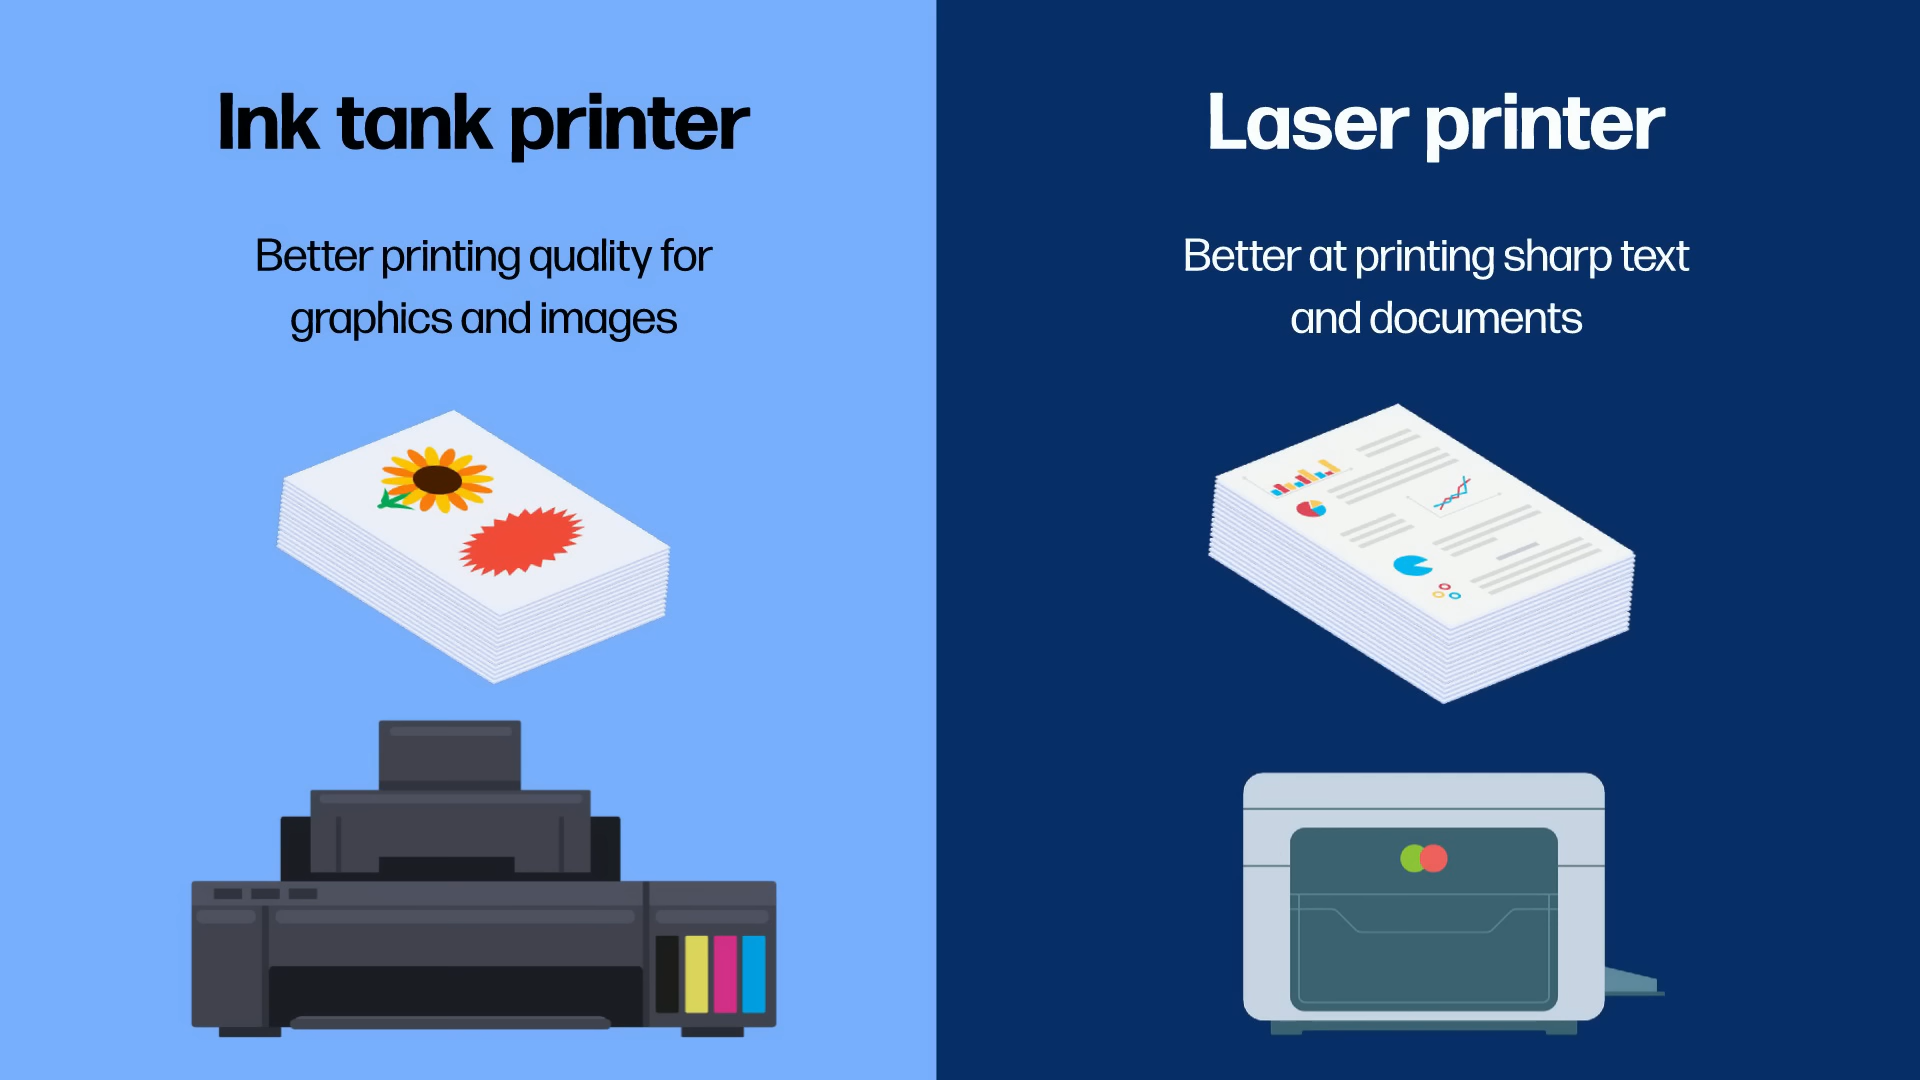 Ink tank printer
Better printing quality for
graphics and images
Laser printer
Better at printing sharp text
and documents